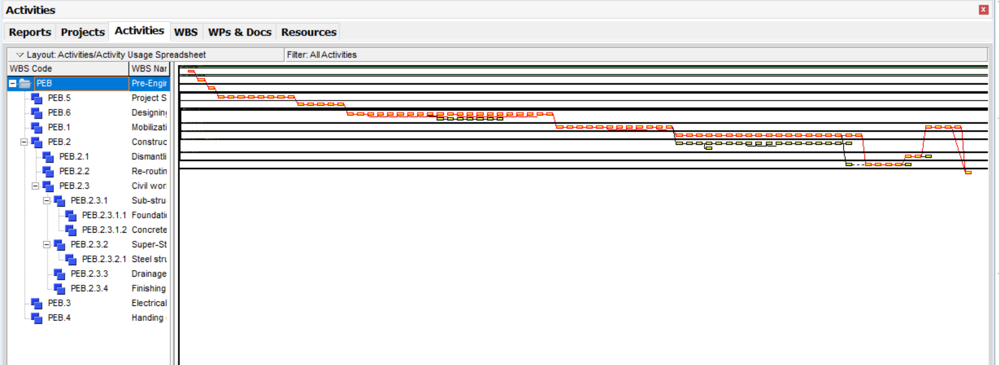 Activities
Reports Projects Activities WBS WPs & Docs Resources
Layout: Activities/Activity Usage Spreadsheet Filter: All Activities
WBS Code WBS Nar
PEB Pre-Engir
PEB.5 Project S
PEB.6 Designing
PEB.1 Mobilizati
PEB.2 Construc
PEB.2.1 Dismantli
PEB.2.2 Re-routin
PEB.2.3 Civil wor
PEB.2.3.1 Sub-stru
PEB.2.3.1.1 Foundati
PEB.2.3.1.2 Concrete
PEB.2.3.2 Super-St
PEB.2.3.2.1 Steel stru
PEB.2.3.3 Drainage
PEB.2.3.4 Finishing
PEB.3 Electrical
PEB.4 Handing